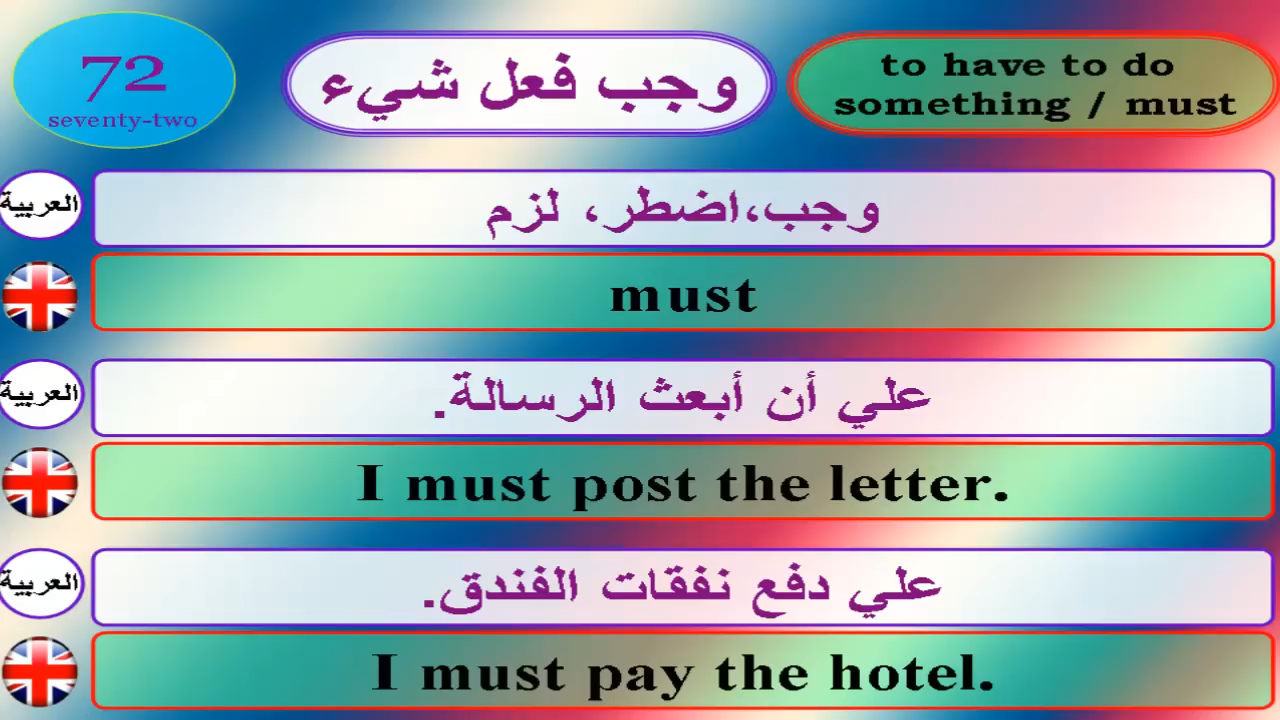 72
seventy-two
وجب فعل شيء
to have to do
something / must
العربية
وجب،اضطر، لزم
must
العربية
علي أن أبعث الرسالة.
I must post the letter.
العربية
علي دفع نفقات الفندق.
I must pay the hotel.